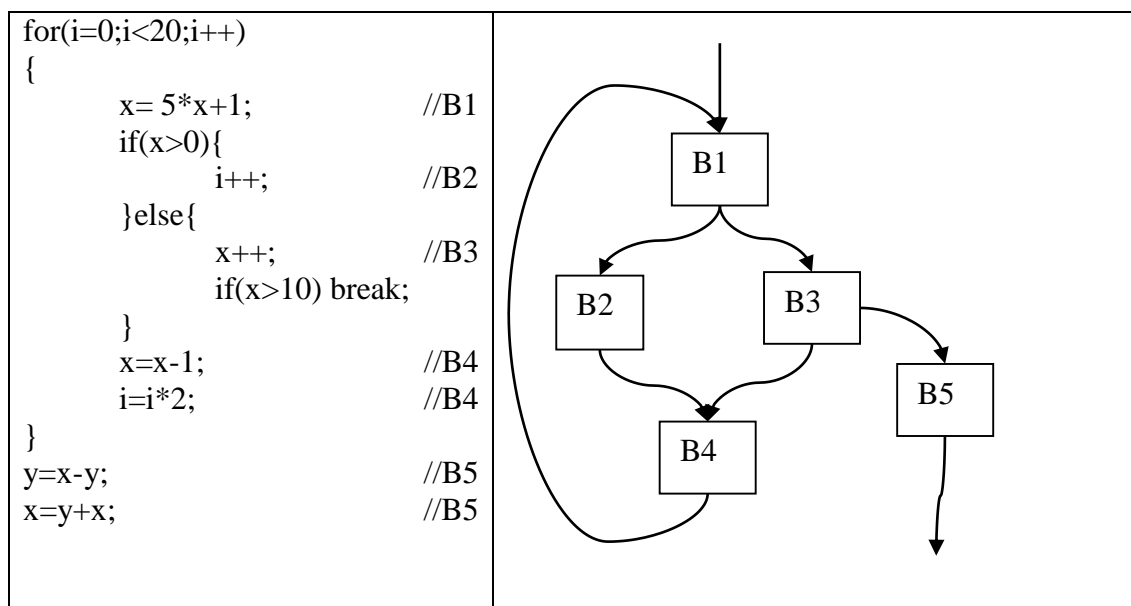 for(i=0;i<20;i++)
{
x= 5*x+1; //B1
if(x>0){
i++; //B2
}else{
x++; //B3
if(x>10) break;
}
x=x-1; //B4
i=i*2; //B4
}
y=x-y; //B5
x=y+x; //B5
B1
B2
B3
B5
B4